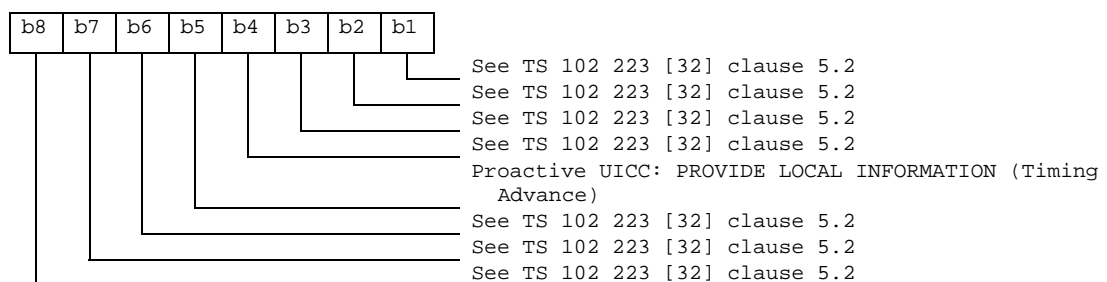 b8 b7 b6 b5 b4 b3 b2 b1
See TS 102 223 [32] clause 5.2
See TS 102 223 [32] clause 5.2
See TS 102 223 [32] clause 5.2
See TS 102 223 [32] clause 5.2
Proactive UICC: PROVIDE LOCAL INFORMATION (Timing
Advance)
See TS 102 223 [32] clause 5.2
See TS 102 223 [32] clause 5.2
See TS 102 223 [32] clause 5.2